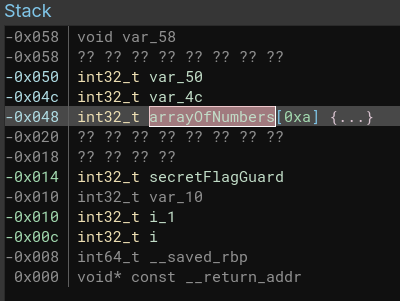 Stack
-0x058 void var_58
-0x058 ?? ?? ?? ?? ?? ?? ?? ??
-0x050 int32_t var_50
-0x04c int32_t var_4c
-0x048 int32_t arrayOfNumbers[0xa] {...}
-0x020 ?? ?? ?? ?? ?? ?? ?? ??
-0x018 ?? ?? ?? ??
-0x014 int32_t secretFlagGuard
-0x010 int32_t var_10
-0x010 int32_t i_1
-0x00c int32_t i
-0x008 int64_t __saved_rbp
0x000 void* const __return_addr